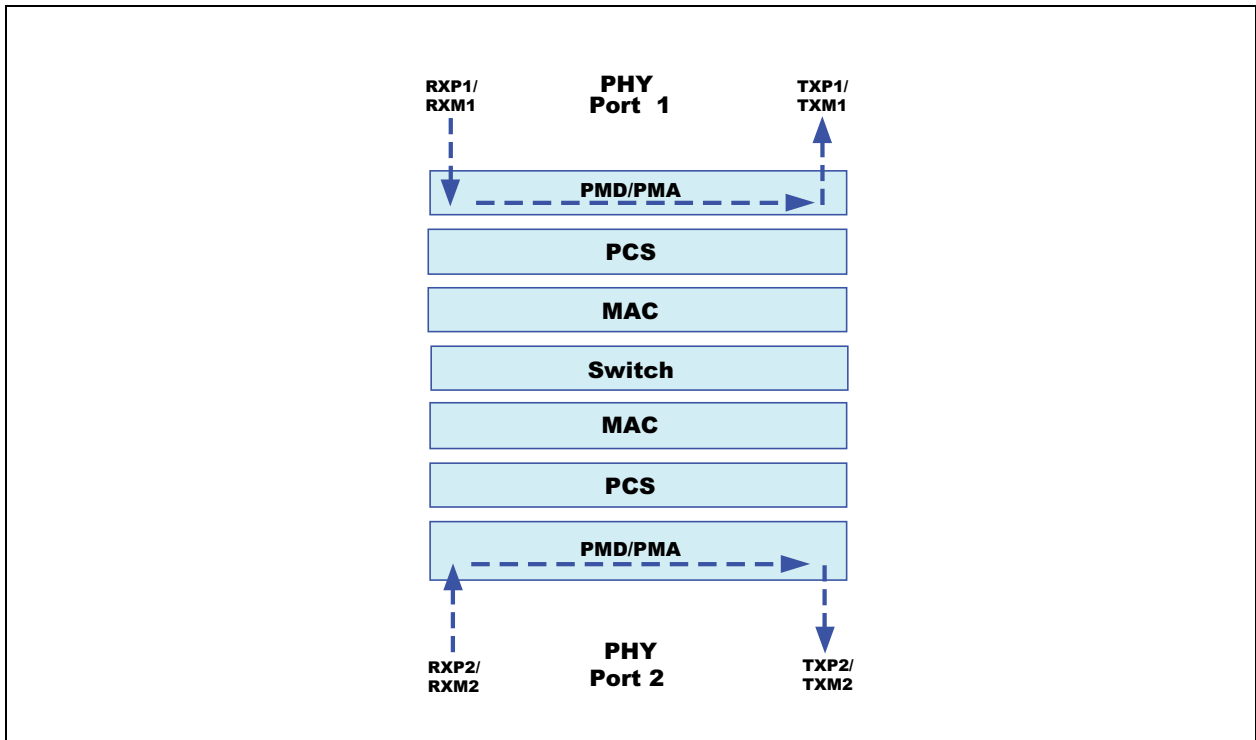 RXP1/
RXM1
PHY
Port 1
TXP1/
TXM1
PMD/PMA
PCS
MAC
Switch
MAC
PCS
PMD/PMA
RXP2/
RXM2
PHY
Port 2
TXP2/
TXM2